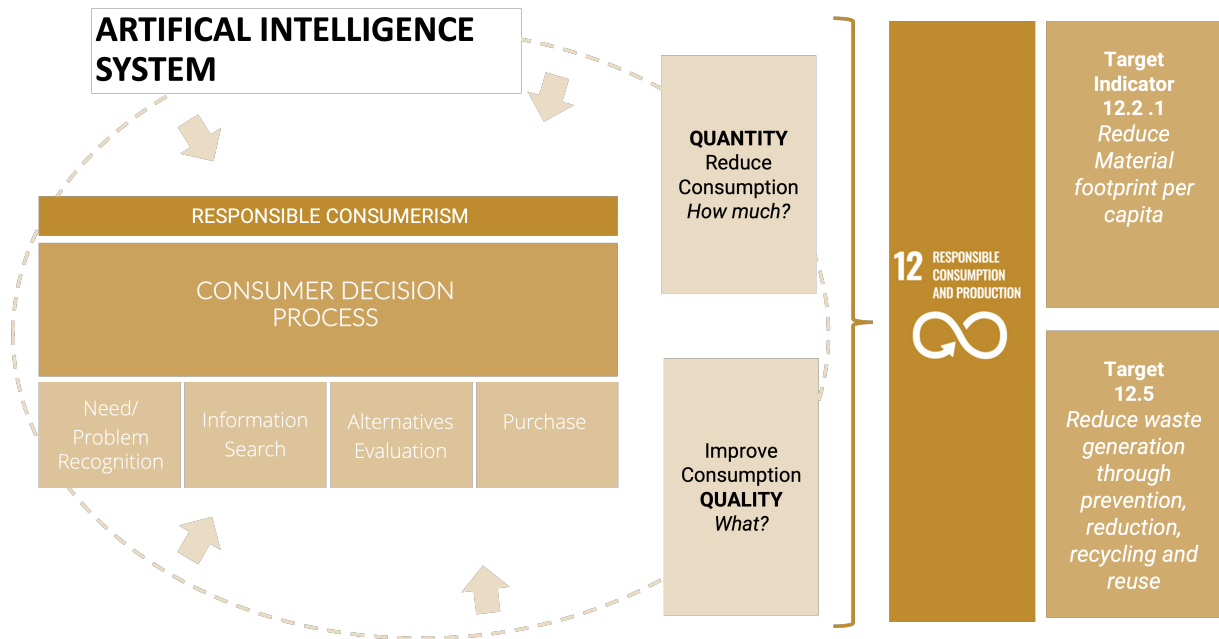 ARTIFICAL INTELLIGENCE
SYSTEM
RESPONSIBLE CONSUMERISM
CONSUMER DECISION
PROCESS
Need/
Problem
Recognition
Information
Search
Alternatives
Evaluation
Purchase
QUANTITY
Reduce
Consumption
How much?
Improve
Consumption
QUALITY
What?
12
RESPONSIBLE
CONSUMPTION
AND PRODUCTION
Target
Indicator
12.2 .1
Reduce
Material
footprint per
capita
Target
12.5
Reduce waste
generation
through
prevention,
reduction,
recycling and
reuse